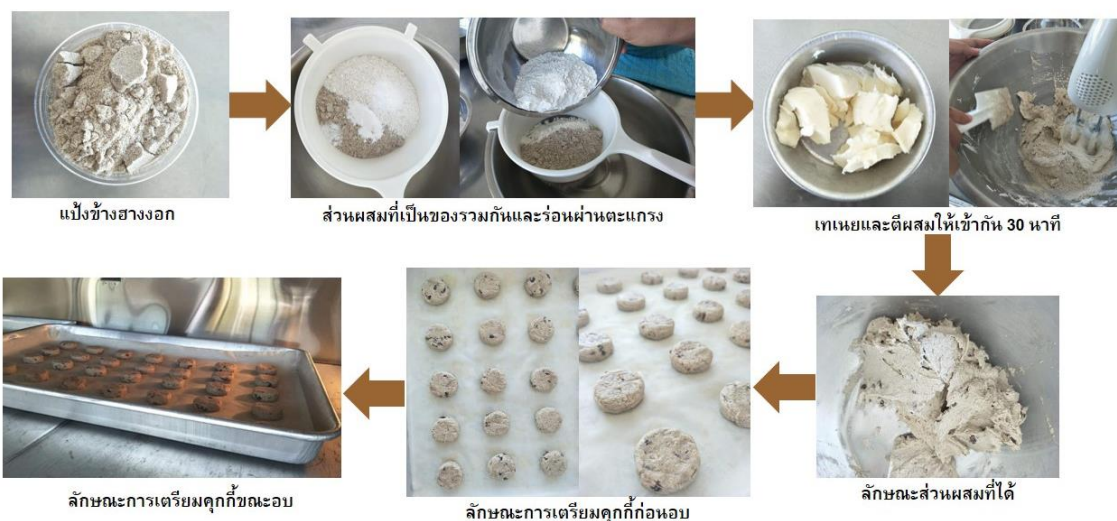 แป้งข้างฮางงอก
ส่วนผสมที่เป็นของรวมกันและร่อนผ่านตะแกรง
เทเนยและตีผสมให้เข้ากัน 30 นาที
ลักษณะส่วนผสมที่ได้
ลักษณะการเตรียมคุกกี้ก่อนอบ
ลักษณะการเตรียมคุกกี้ขณะอบ